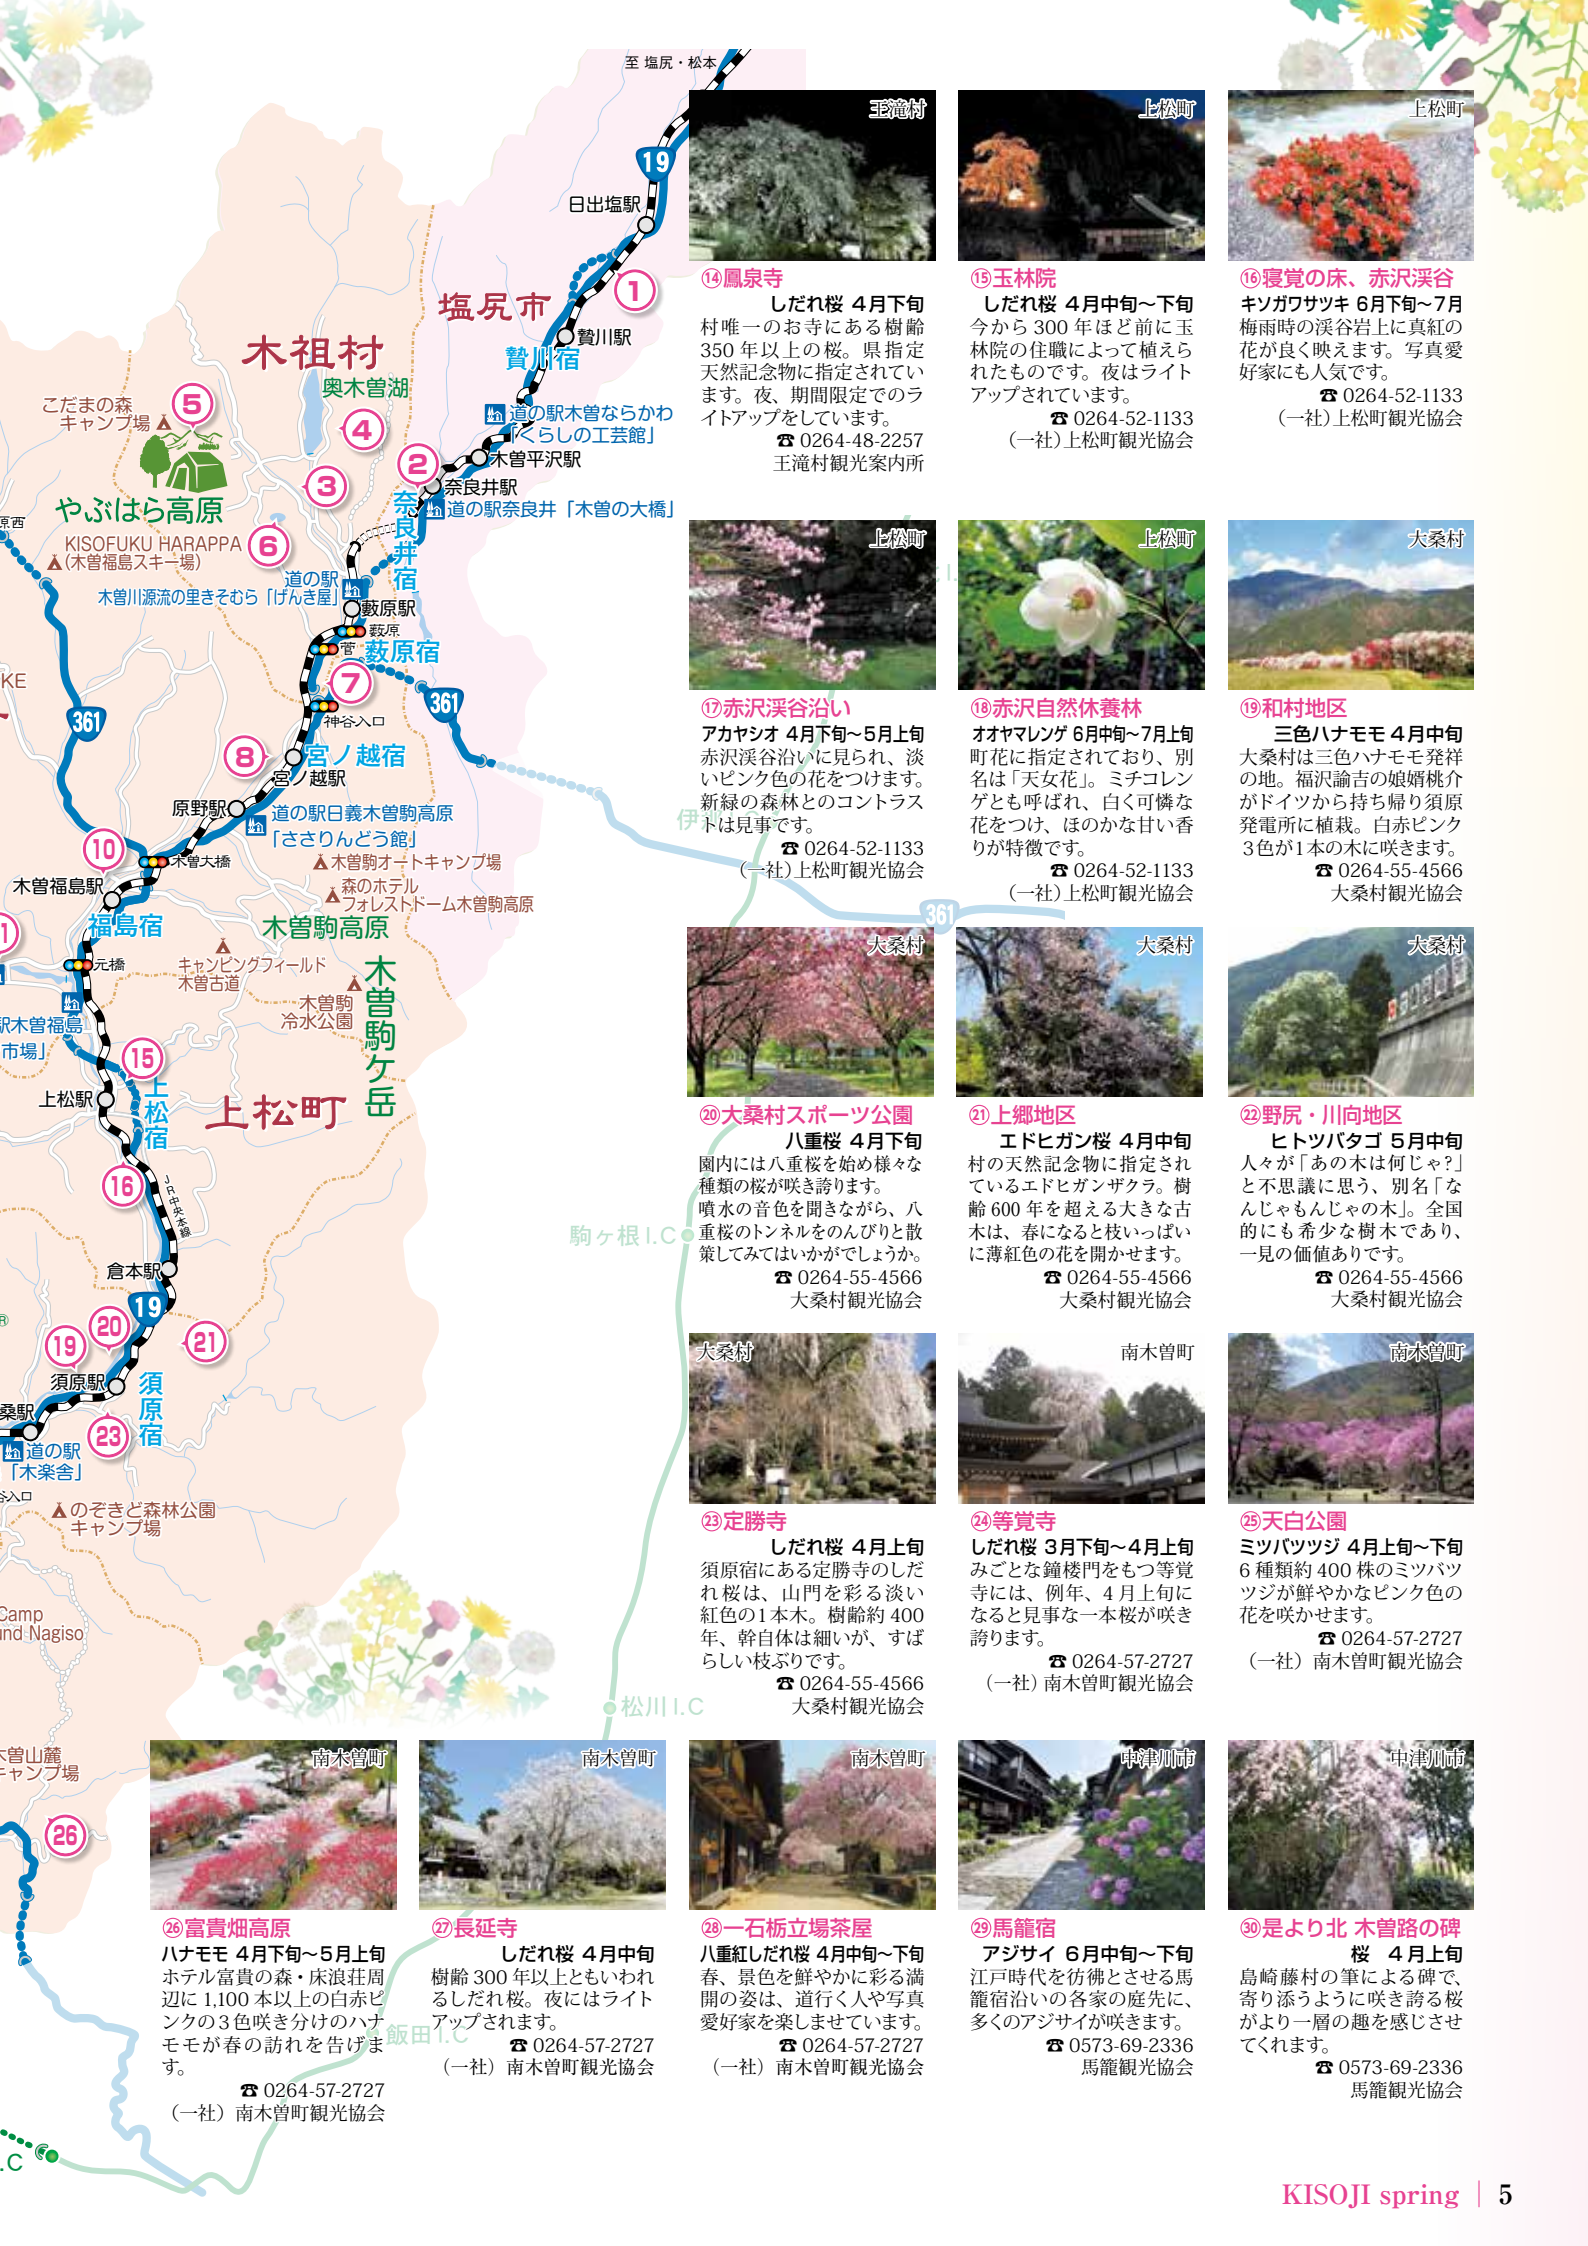 至 塩尻・松本
19
日出塩駅
1
塩尻市
贄川駅
贄川宿
木祖村
奥木曽湖
こだまの森
キャンプ場
5
4
道の駅木曽ならかわ
「くらしの工芸館」
2
木曽平沢駅
3
奈良井駅
奈良井宿
道の駅奈良井「木曽の大橋」
やぶはら高原
原西
KISOFUKU HARAPPA
(木曽福島スキー場)
6
道の駅
木曽川源流の里きそむら「げんき屋」
藪原駅
藪原
菅
薮原宿
KE
7
361
361
神谷入口
8
宮ノ越宿
宮ノ越駅
原野駅
道の駅日義木曽駒高原
「ささりんどう館」
10
木曽大橋
木曽駒オートキャンプ場
木曽福島駅
森のホテル
フォレストドーム木曽駒高原
福島宿
木曽駒高原
361
1
元橋
キャンピングフィールド
木曽古道
木曽駒
冷水公園
木曽駒ケ岳
駅木曽福島
市場」
15
上松駅
上松宿
上松町
16
JR中央本線
駒ヶ根I.C
倉本駅
19
20
19
21
須原駅
須原宿
桑駅
23
道の駅
「木楽舎」
谷入口
のぞきど森林公園
キャンプ場
Camp
und Nagiso
松川I.C
木曽山麓
キャンプ場
26
飯田I.C
.C
王滝村
⑭鳳泉寺
しだれ桜 4月下旬
村唯一のお寺にある樹齢
350年以上の桜。県指定
天然記念物に指定されてい
ます。夜、期間限定でのラ
イトアップをしています。
☎ 0264-48-2257
王滝村観光案内所
上松町
⑮玉林院
しだれ桜 4月中旬〜下旬
今から300年ほど前に玉
林院の住職によって植えら
れたものです。夜はライト
アップされています。
☎ 0264-52-1133
(一社)上松町観光協会
上松町
⑯寝覚の床、赤沢渓谷
キソガワサツキ 6月下旬〜7月
梅雨時の渓谷岩上に真紅の
花が良く映えます。写真愛
好家にも人気です。
☎ 0264-52-1133
(一社)上松町観光協会
上松町
⑰赤沢渓谷沿い
アカヤシオ 4月下旬〜5月上旬
赤沢渓谷沿いに見られ、淡
いピンク色の花をつけます。
新緑の森林とのコントラス
トは見事です。
☎ 0264-52-1133
(一社)上松町観光協会
上松町
⑱赤沢自然休養林
オオヤマレンゲ 6月中旬〜7月上旬
町花に指定されており、別
名は「天女花」。ミチコレン
ゲとも呼ばれ、白く可憐な
花をつけ、ほのかな甘い香
りが特徴です。
☎ 0264-52-1133
(一社)上松町観光協会
大桑村
⑲和村地区
三色ハナモモ 4月中旬
大桑村は三色ハナモモ発祥
の地。福沢諭吉の娘婿桃介
がドイツから持ち帰り須原
発電所に植栽。白赤ピンク
3色が1本の木に咲きます。
☎ 0264-55-4566
大桑村観光協会
大桑村
⑳大桑村スポーツ公園
八重桜 4月下旬
園内には八重桜を始め様々な
種類の桜が咲き誇ります。
噴水の音色を聞きながら、八
重桜のトンネルをのんびりと散
策してみてはいかがでしょうか。
☎ 0264-55-4566
大桑村観光協会
大桑村
㉑上郷地区
エドヒガン桜 4月中旬
村の天然記念物に指定され
ているエドヒガンザクラ。樹
齢600年を超える大きな古
木は、春になると枝いっぱい
に薄紅色の花を開かせます。
☎ 0264-55-4566
大桑村観光協会
大桑村
㉒野尻・川向地区
ヒトツバタゴ 5月中旬
人々が「あの木は何じゃ?」
と不思議に思う、別名「な
んじゃもんじゃの木」。全国
的にも希少な樹木であり、
一見の価値ありです。
☎ 0264-55-4566
大桑村観光協会
大桑村
㉓定勝寺
しだれ桜 4月上旬
須原宿にある定勝寺のしだ
れ桜は、山門を彩る淡い
紅色の1本木。樹齢約400
年、幹自体は細いが、すば
らしい枝ぶりです。
☎ 0264-55-4566
大桑村観光協会
南木曽町
㉔等覚寺
しだれ桜 3月下旬〜4月上旬
みごとな鐘楼門をもつ等覚
寺には、例年、4月上旬に
なると見事な一本桜が咲き
誇ります。
☎ 0264-57-2727
(一社)南木曽町観光協会
南木曽町
㉕天白公園
ミツバツツジ 4月上旬〜下旬
6種類約400株のミツバツ
ツジが鮮やかなピンク色の
花を咲かせます。
☎ 0264-57-2727
(一社)南木曽町観光協会
南木曽町
㉖富貴畑高原
ハナモモ 4月下旬〜5月上旬
ホテル富貴の森・床浪荘周
辺に1,100本以上の白赤ピ
ンクの3色咲き分けのハナ
モモが春の訪れを告げま
す。
☎ 0264-57-2727
(一社)南木曽町観光協会
南木曽町
㉗長延寺
しだれ桜 4月中旬
樹齢300年以上ともいわれ
るしだれ桜。夜にはライト
アップされます。
☎ 0264-57-2727
(一社)南木曽町観光協会
南木曽町
㉘一石栃立場茶屋
八重紅しだれ桜 4月中旬〜下旬
春、景色を鮮やかに彩る満
開の姿は、道行く人や写真
愛好家を楽しませています。
☎ 0264-57-2727
(一社)南木曽町観光協会
中津川市
㉙馬籠宿
アジサイ 6月中旬〜下旬
江戸時代を彷彿とさせる馬
籠宿沿いの各家の庭先に、
多くのアジサイが咲きます。
☎ 0573-69-2336
馬籠観光協会
中津川市
㉚是より北 木曽路の碑
桜 4月上旬
島崎藤村の筆による碑で、
寄り添うように咲き誇る桜
がより一層の趣を感じさせ
てくれます。
☎ 0573-69-2336
馬籠観光協会
KISOJI spring | 5